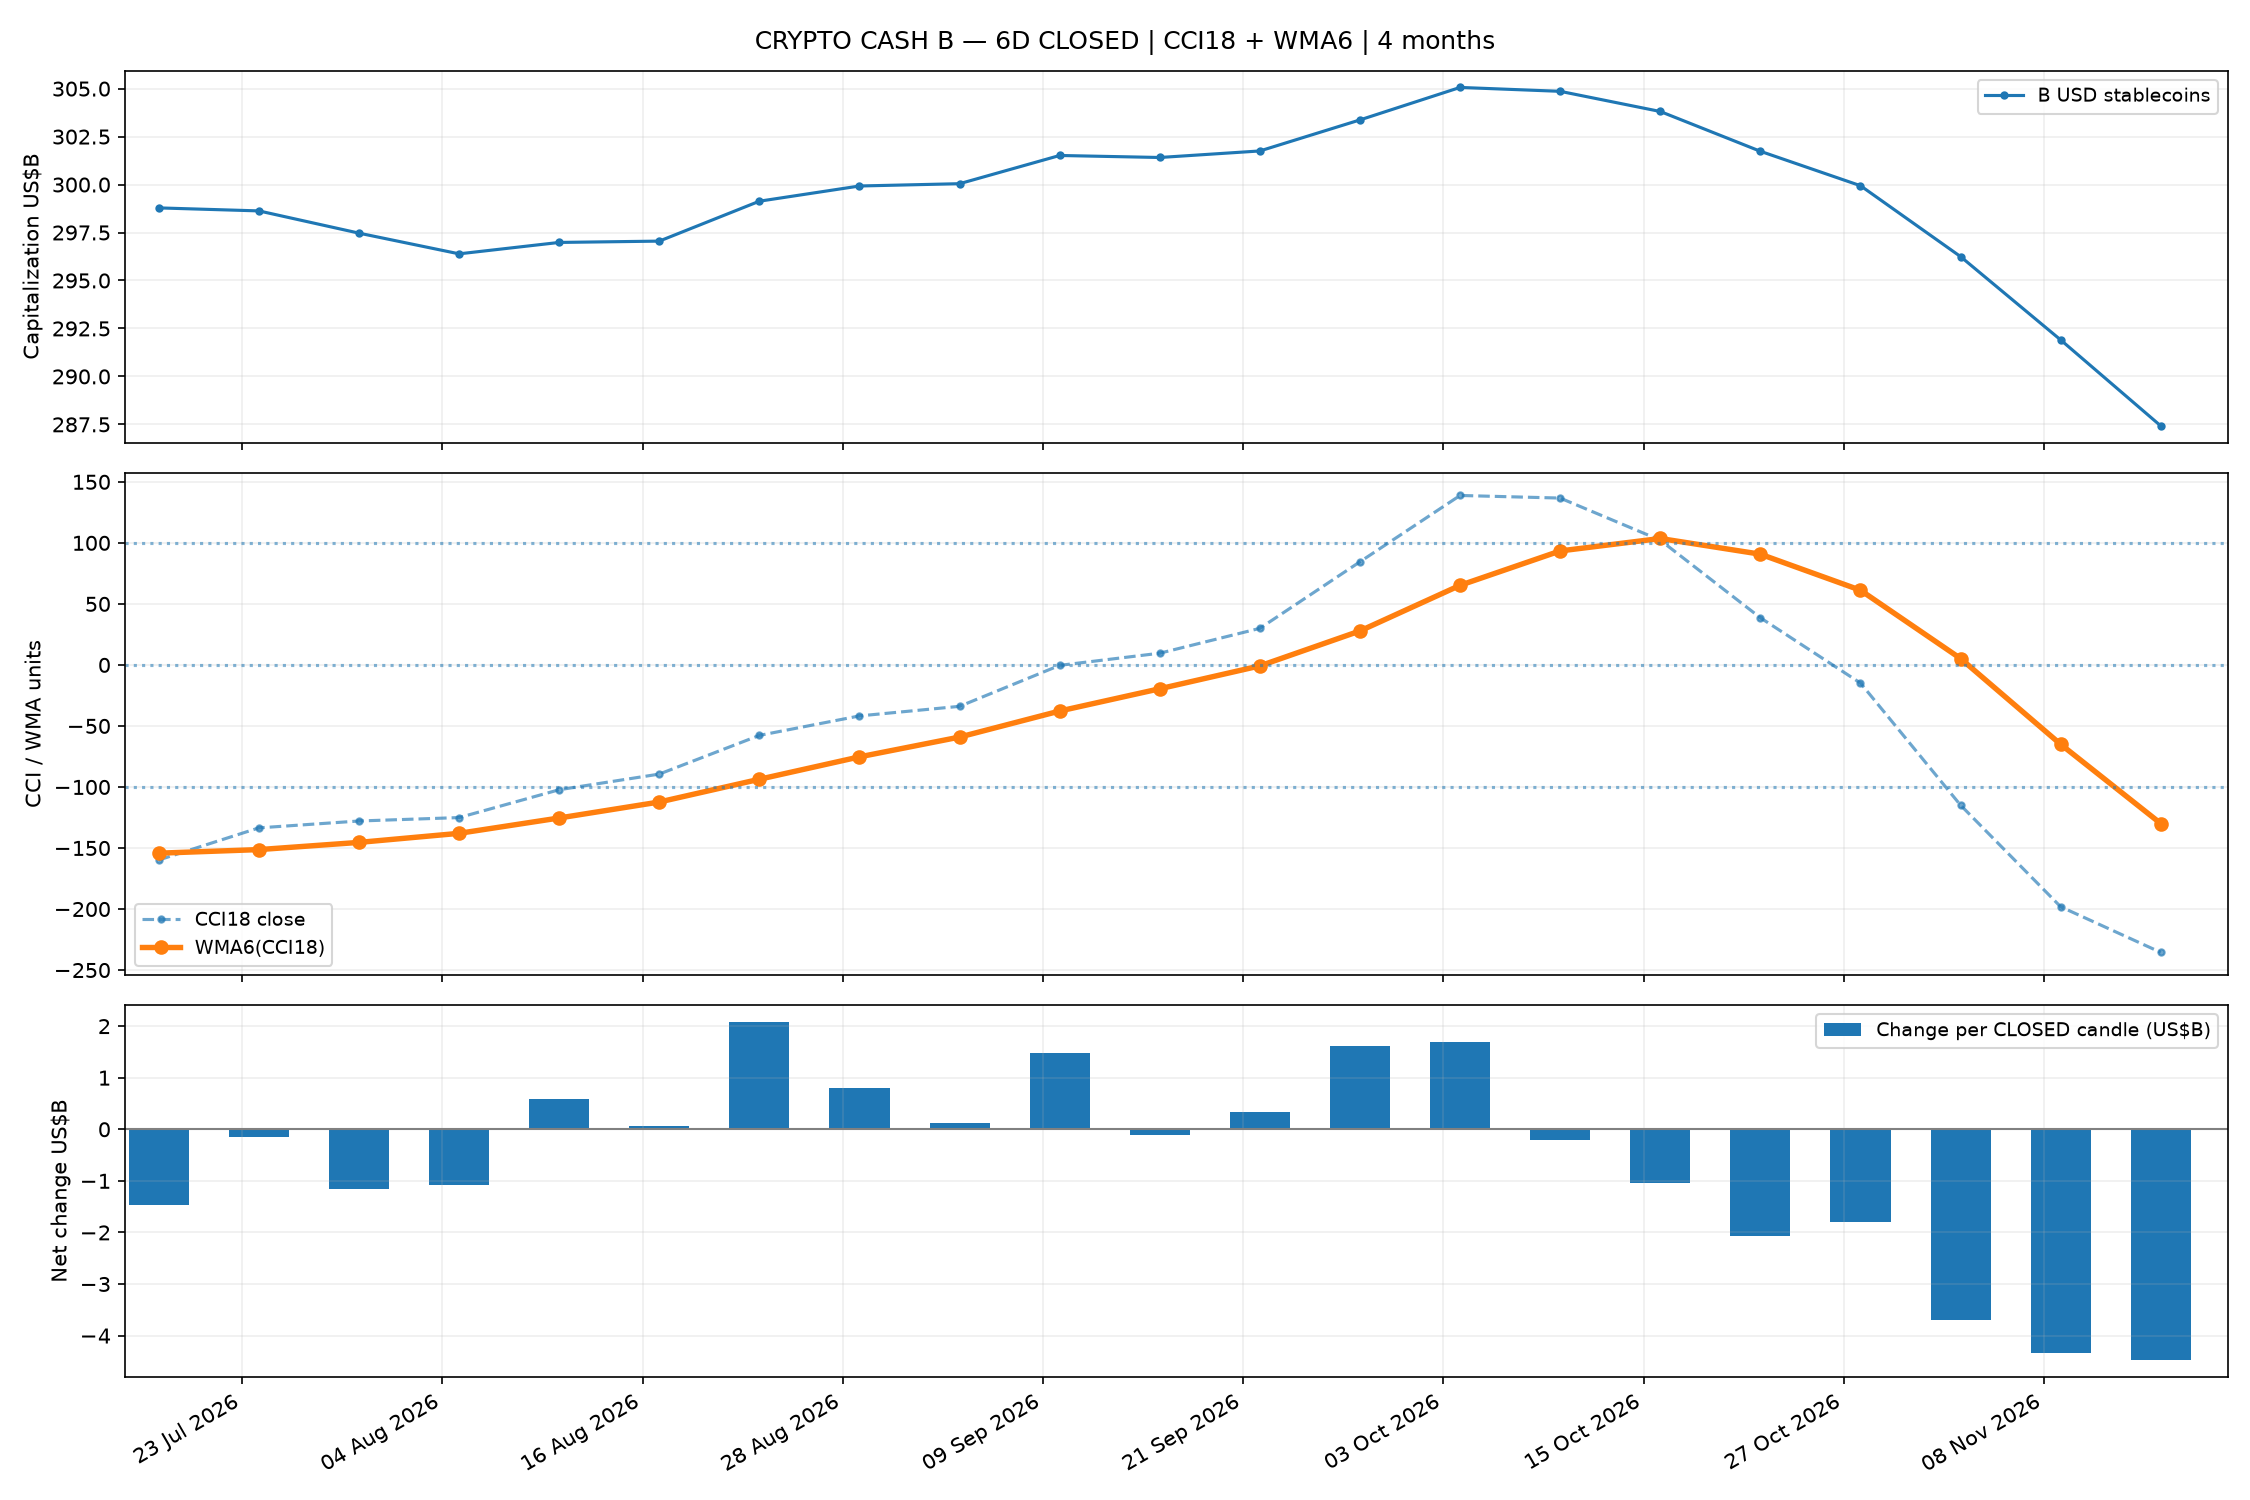 CRYPTO CASH B — 6D CLOSED | CCI18 + WMA6 | 4 months
Capitalization US$B
305.0
302.5
300.0
297.5
295.0
292.5
290.0
287.5
B USD stablecoins
CCI / WMA units
150
100
50
0
−50
−100
−150
−200
−250
CCI18 close
WMA6(CCI18)
Net change US$B
2
1
0
−1
−2
−3
−4
Change per CLOSED candle (US$B)
23 Jul 2026
04 Aug 2026
16 Aug 2026
28 Aug 2026
09 Sep 2026
21 Sep 2026
03 Oct 2026
15 Oct 2026
27 Oct 2026
08 Nov 2026